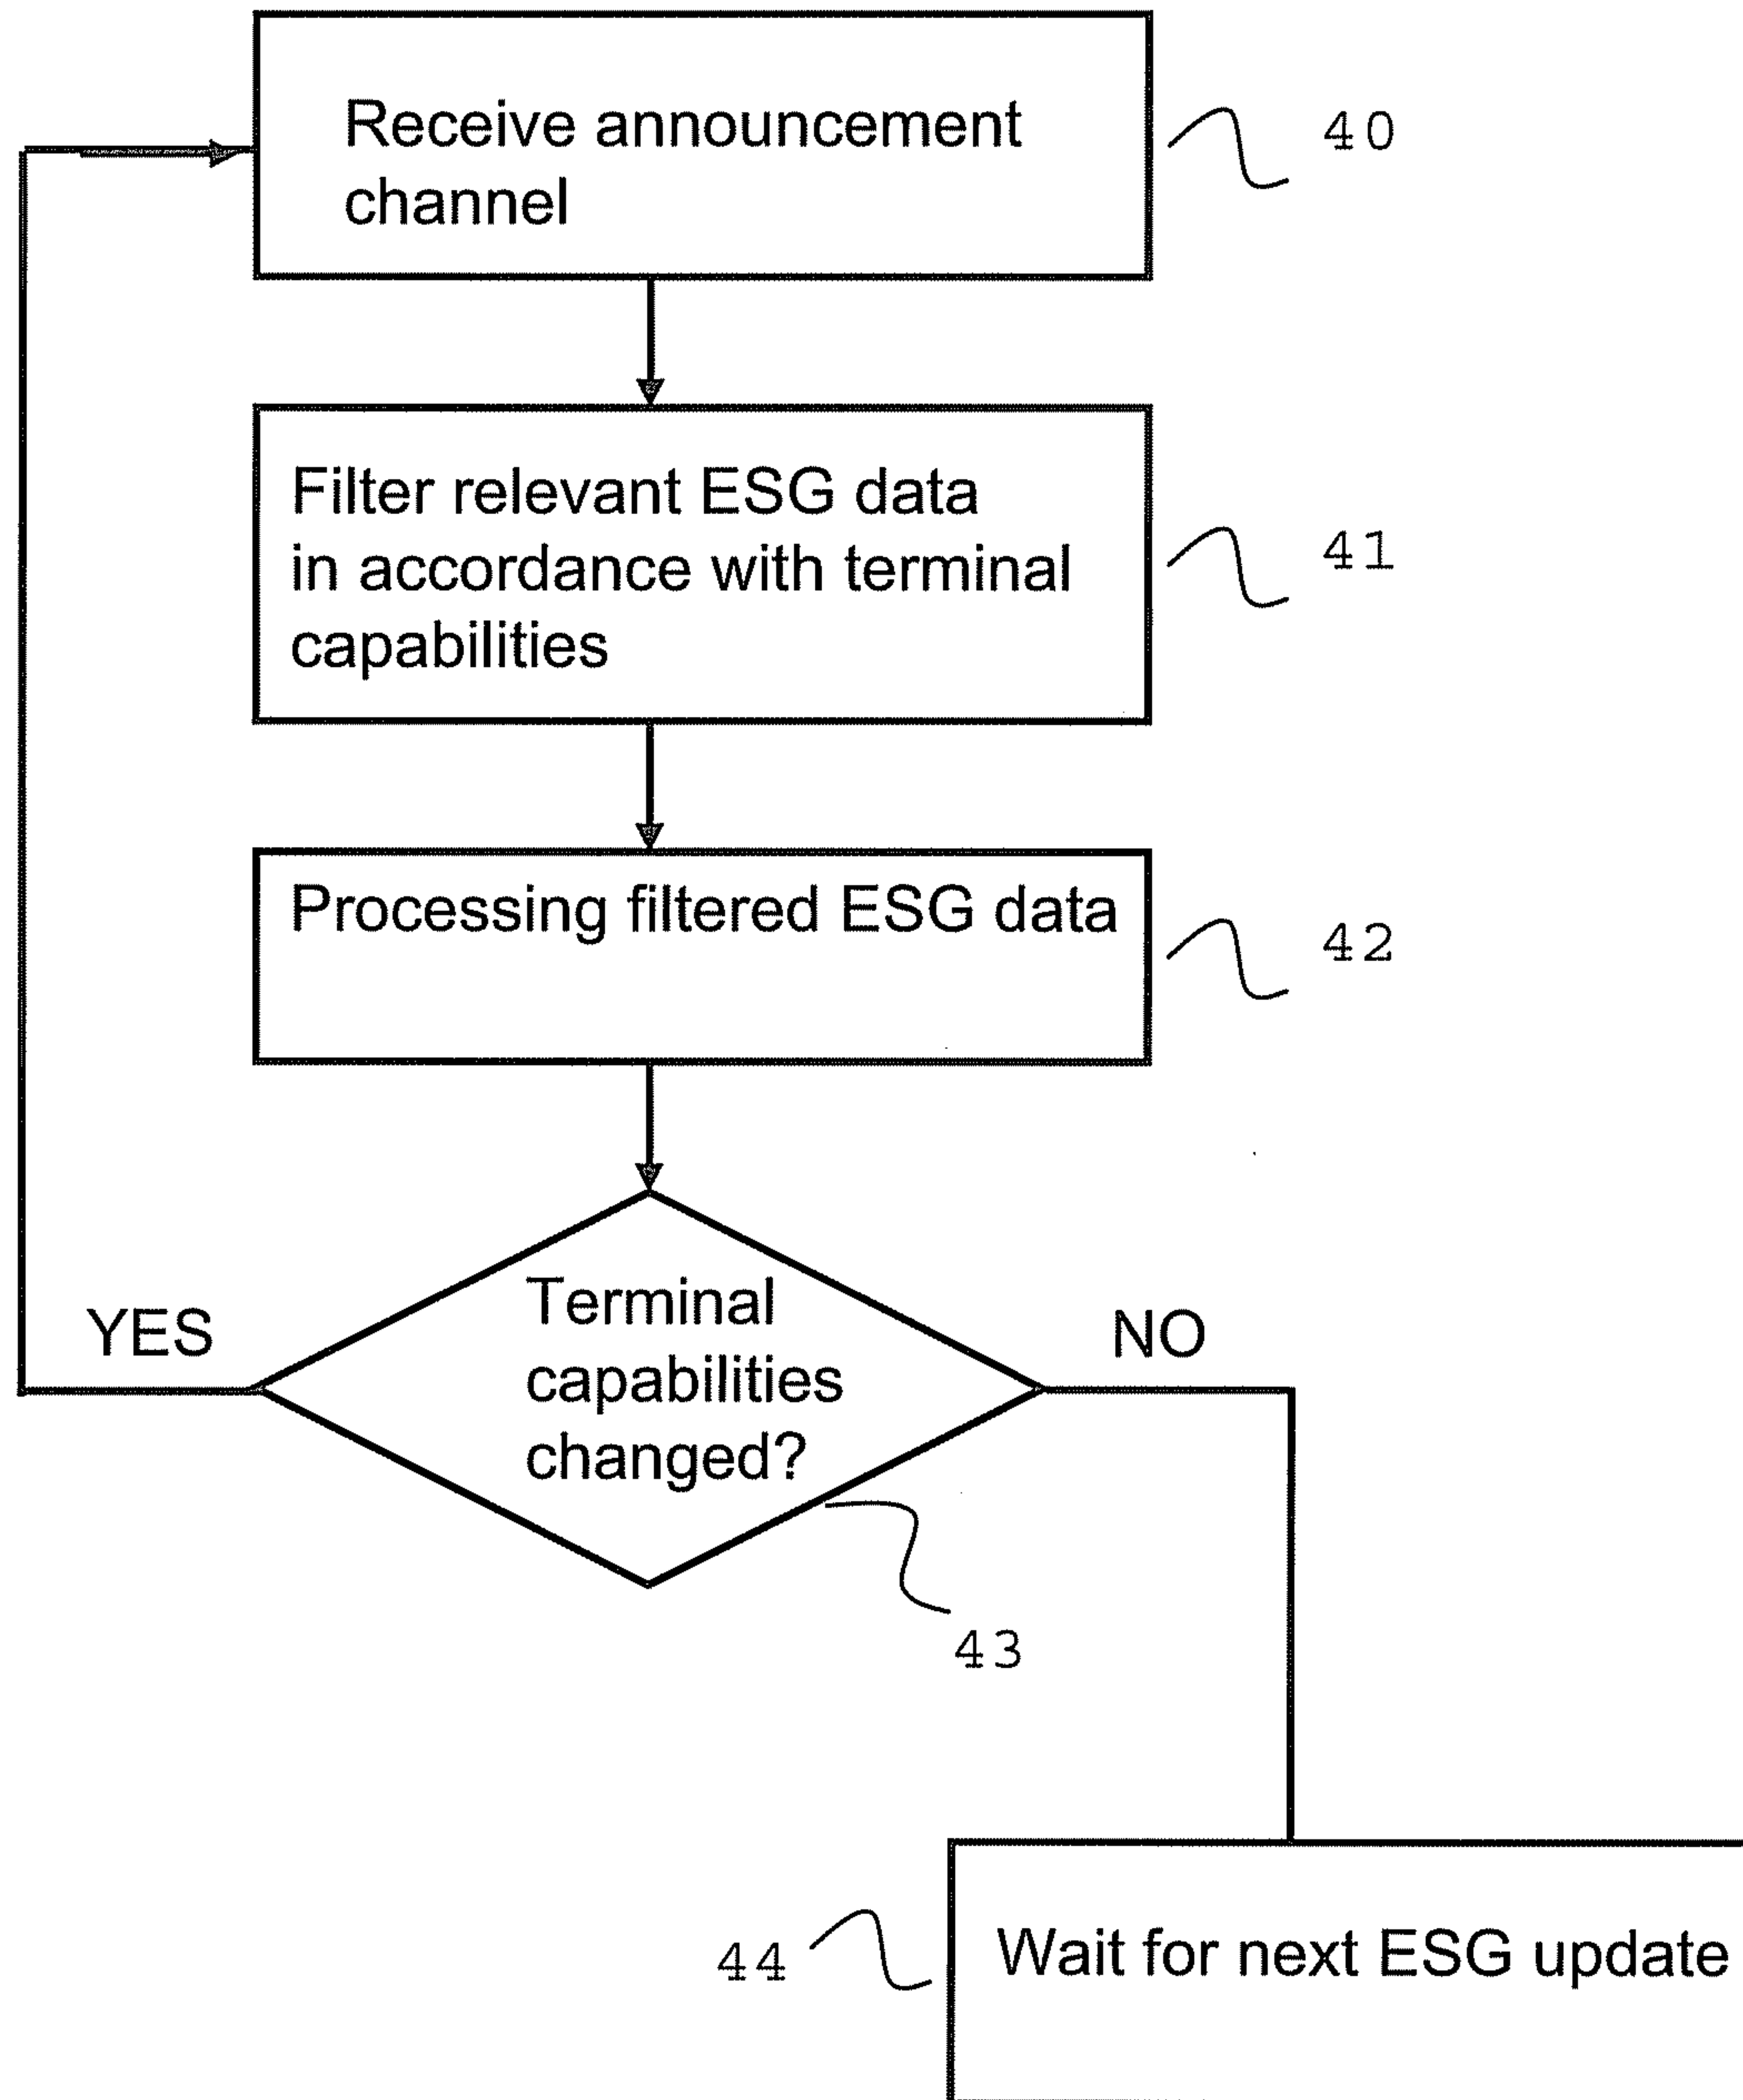 Receive announcement
channel
40
Filter relevant ESG data
in accordance with terminal
capabilities
41
Processing filtered ESG data
42
Terminal
capabilities
changed?
YES
NO
43
44
Wait for next ESG update